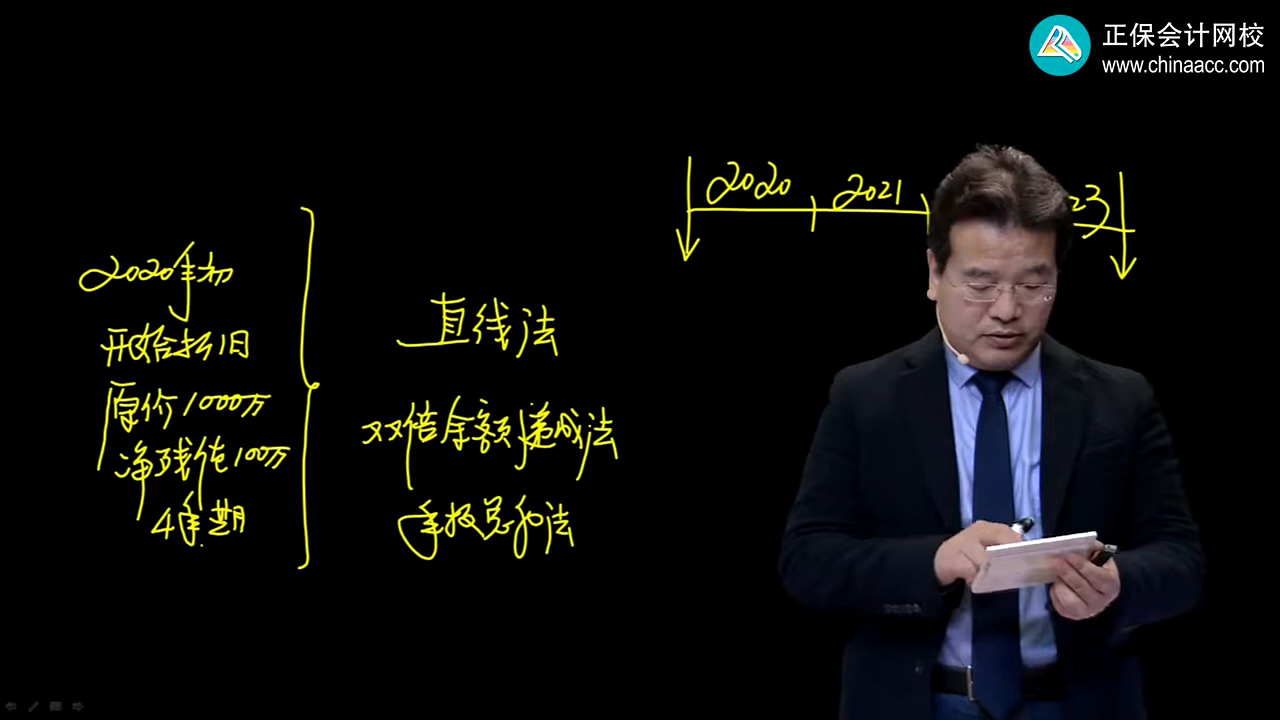 正保会计网校
www.chinaacc.com
2020 2021 23
2020年初
开始折旧
原价1000万
净残值100万
4年期
直线法
双倍余额递减法
年数总和法